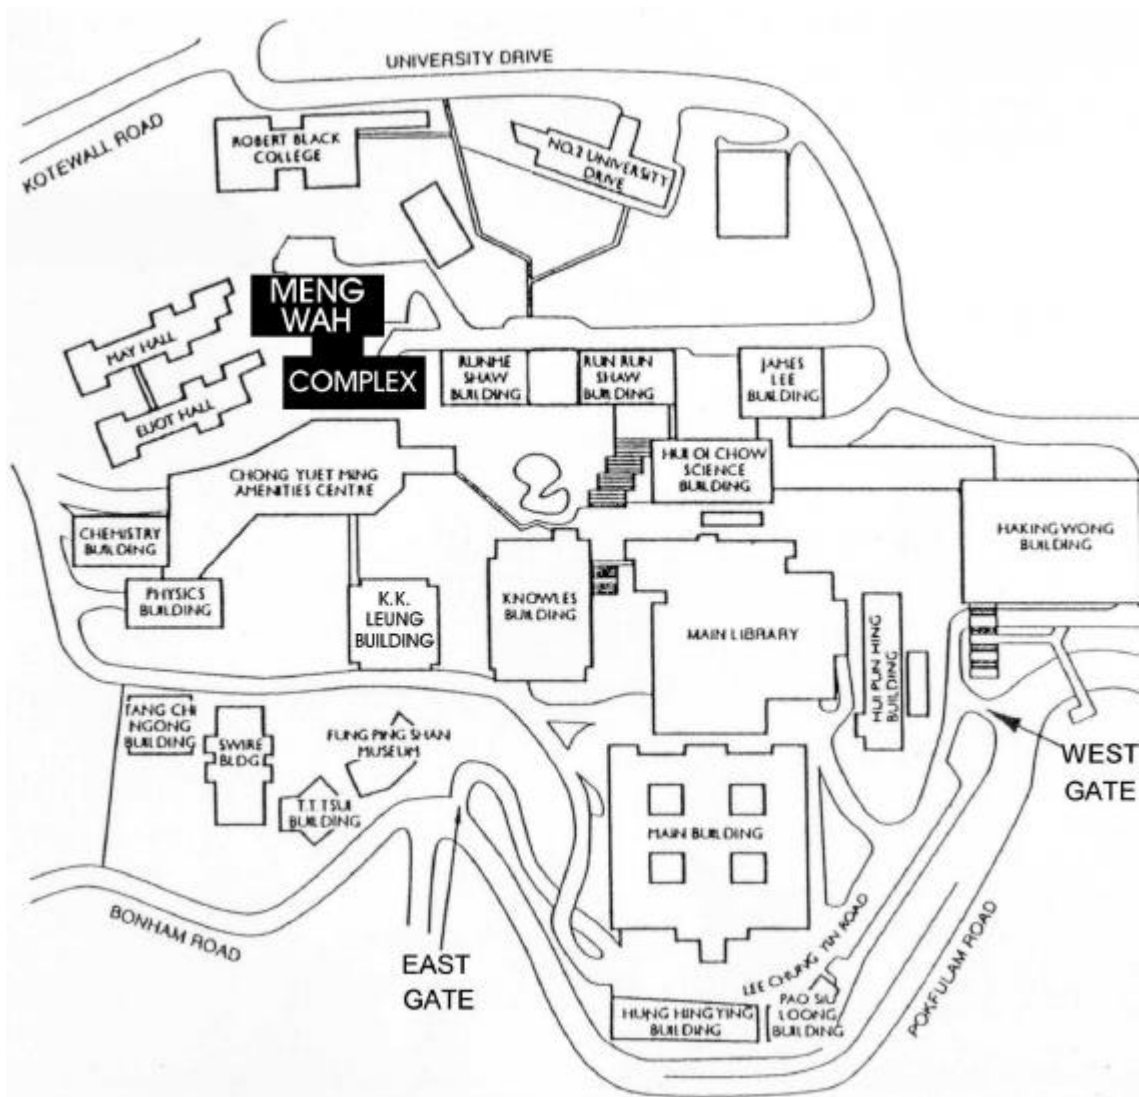 UNIVERSITY DRIVE
KOTEWALL ROAD
ROBERT BLACK
COLLEGE
NO.2 UNIVERSITY
DRIVE
MENG
WAH
COMPLEX
MAY HALL
ELIOT HALL
RUNME
SHAW
BUILDING
RUN RUN
SHAW
BUILDING
JAMES
LEE
BUILDING
CHONG YUET MING
AMENITIES CENTRE
HUI OI CHOW
SCIENCE
BUILDING
HAKING WONG
BUILDING
CHEMISTRY
BUILDING
PHYSICS
BUILDING
K.K.
LEUNG
BUILDING
KNOWLES
BUILDING
MAIN LIBRARY
HUI PUN HING
BUILDING
TANG CHI
NGONG
BUILDING
SWIRE
BLDG
FUNG PING SHAN
MUSEUM
T.T.TSUI
BUILDING
MAIN BUILDING
WEST
GATE
BONHAM ROAD
EAST
GATE
LEE CHUNG YIN ROAD
POKFULAM ROAD
HUNG HING YING
BUILDING
PAO SIU
LOONG
BUILDING